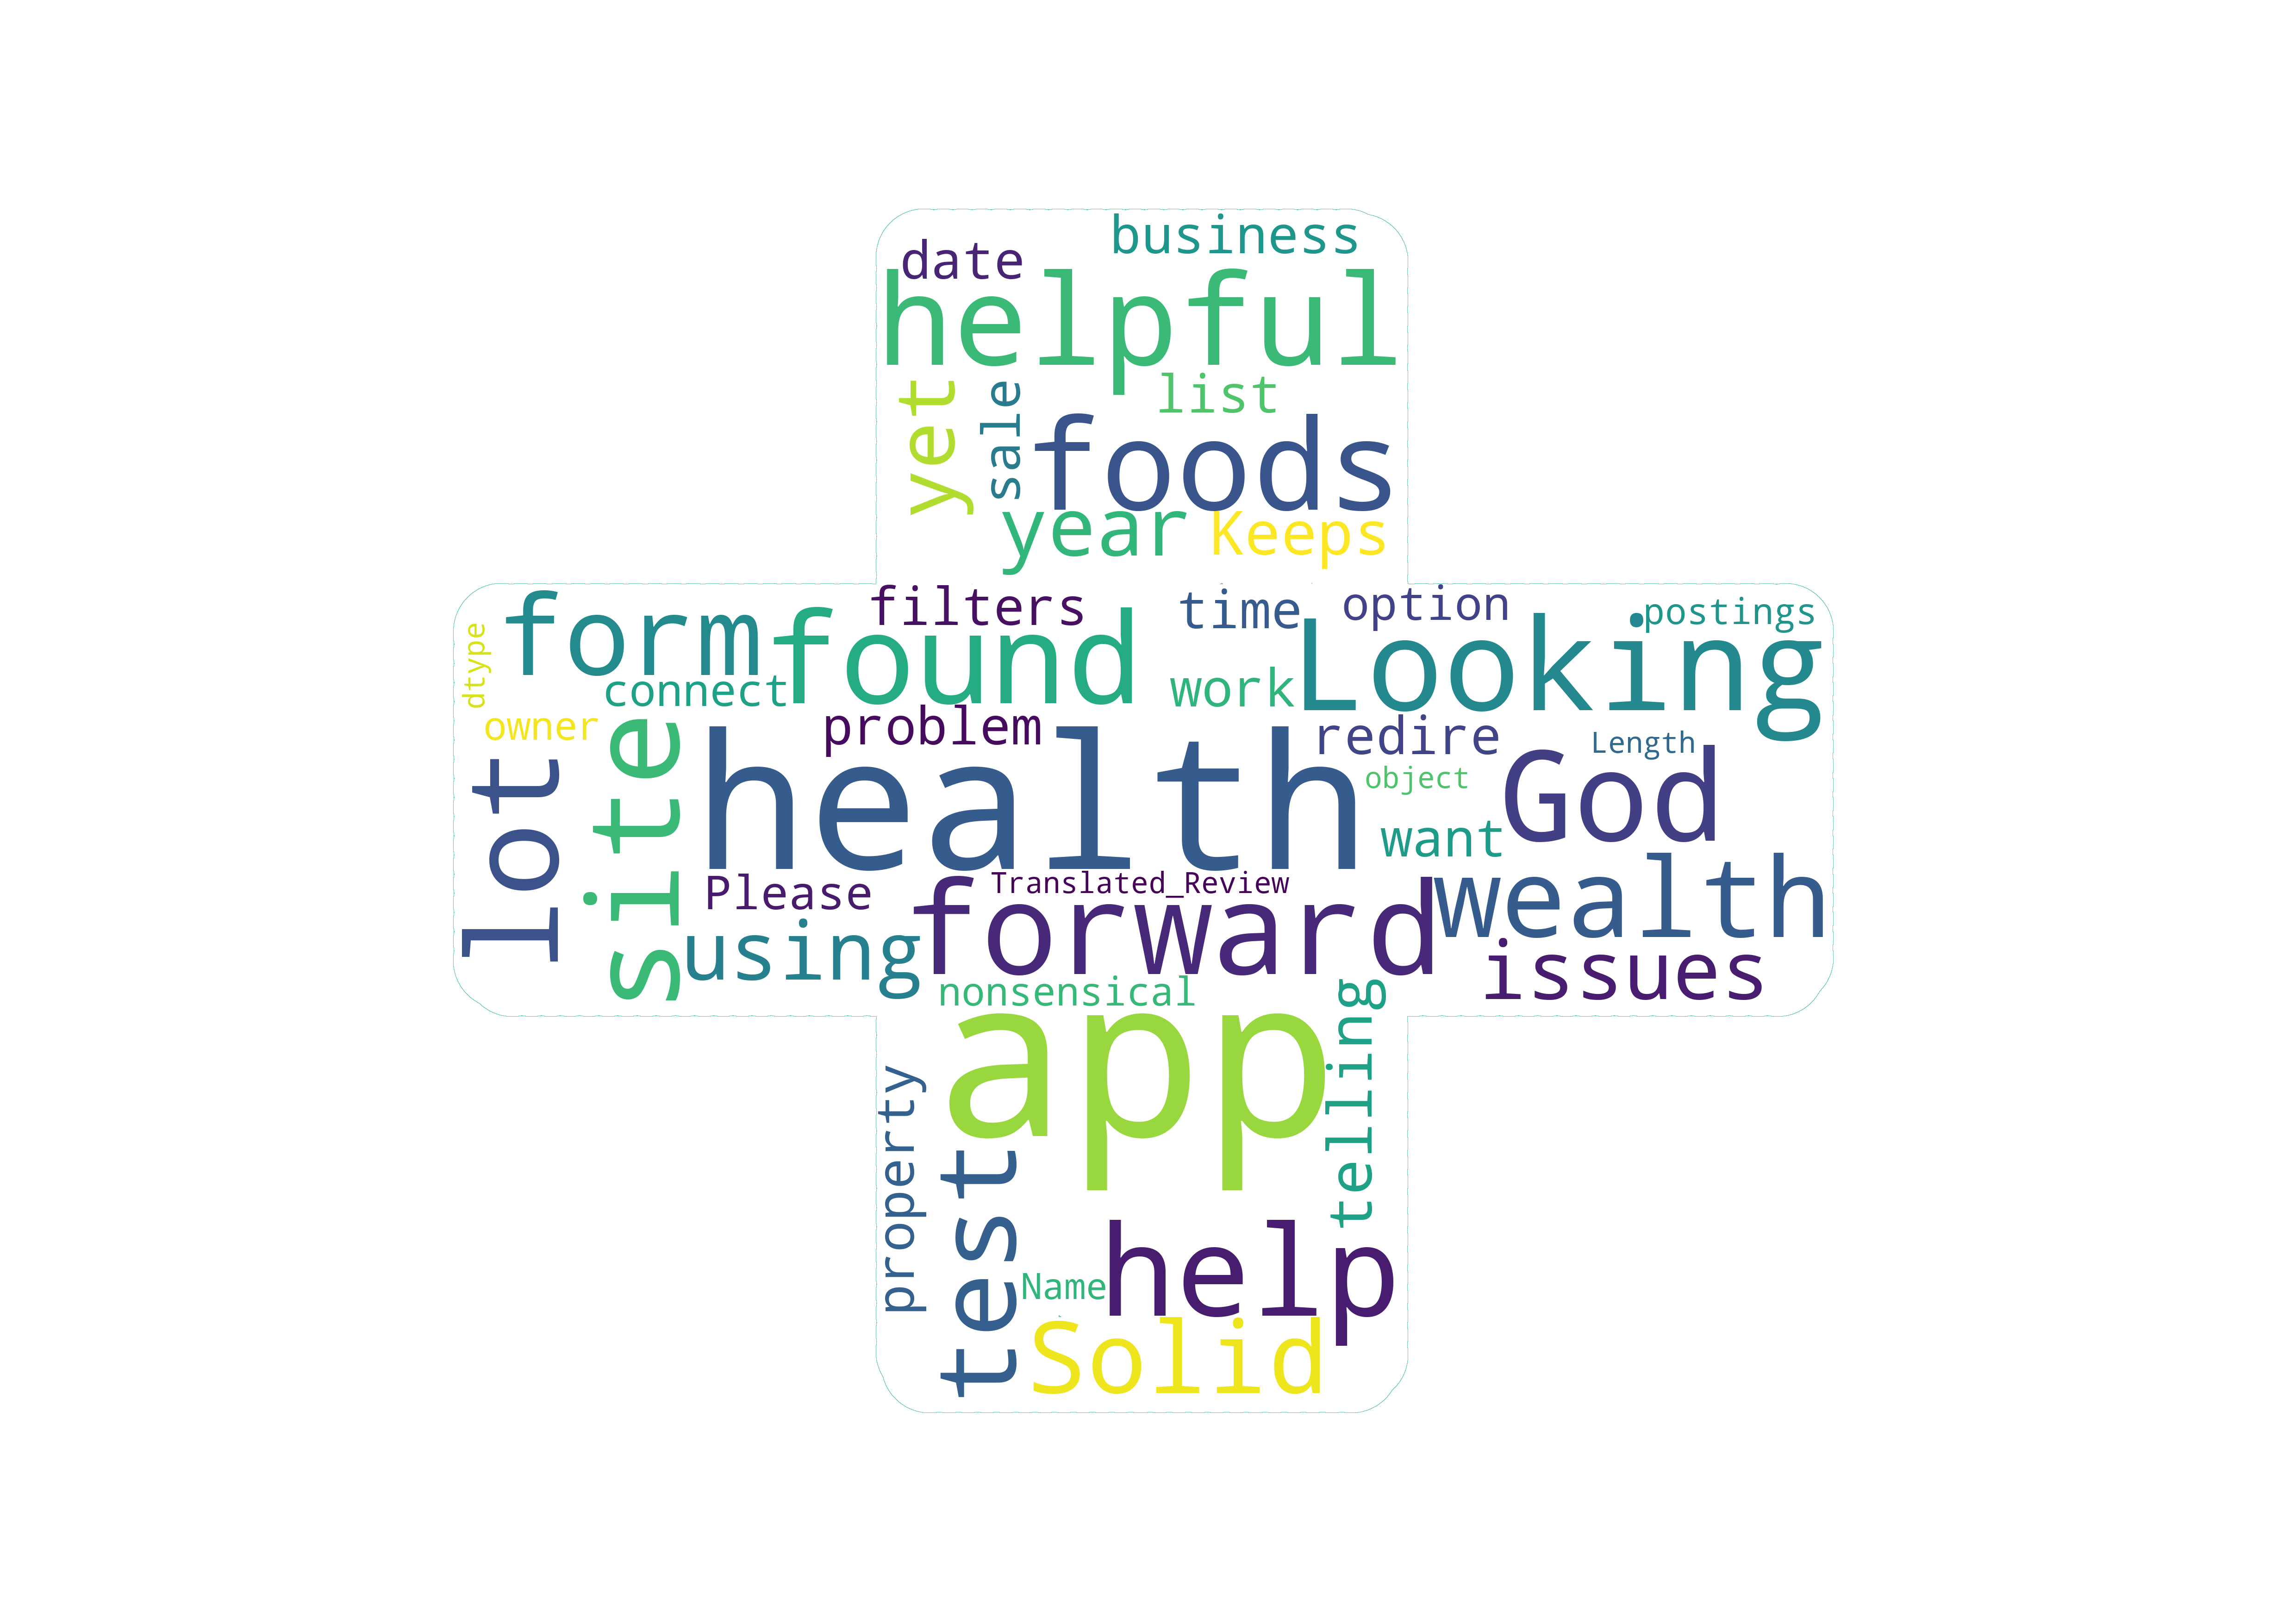 business
date
helpful
list
yet
sale
foods
year
Keeps
filters
time
option
postings
form
found
Looking
dtype
connect
work
owner
problem
redire
Length
site
health
object
God
lot
want
Please
Translated_Review
wealth
using
forward
issues
nonsensical
telling
app
property
test
help
Name
Solid